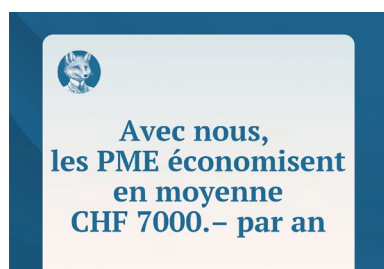 Avec nous,
les PME économisent
en moyenne
CHF 7000.– par an